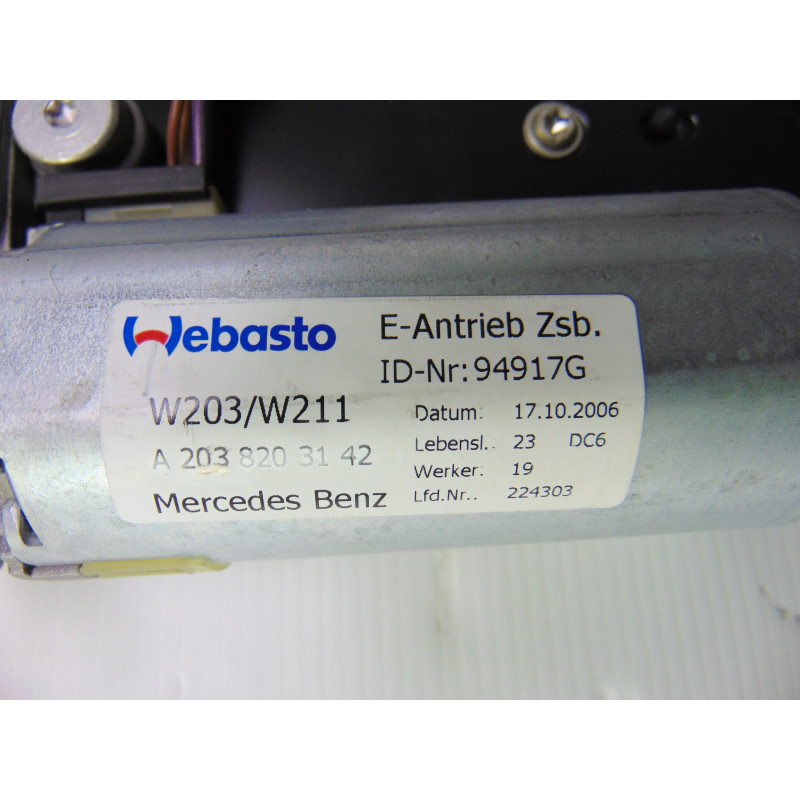 Webasto
W203/W211
A 203 820 31 42
Mercedes Benz
E-Antrieb Zsb.
ID-Nr: 94917G
Datum: 17.10.2006
Lebensl.: 23 DC6
Werker: 19
Lfd.Nr.: 224303